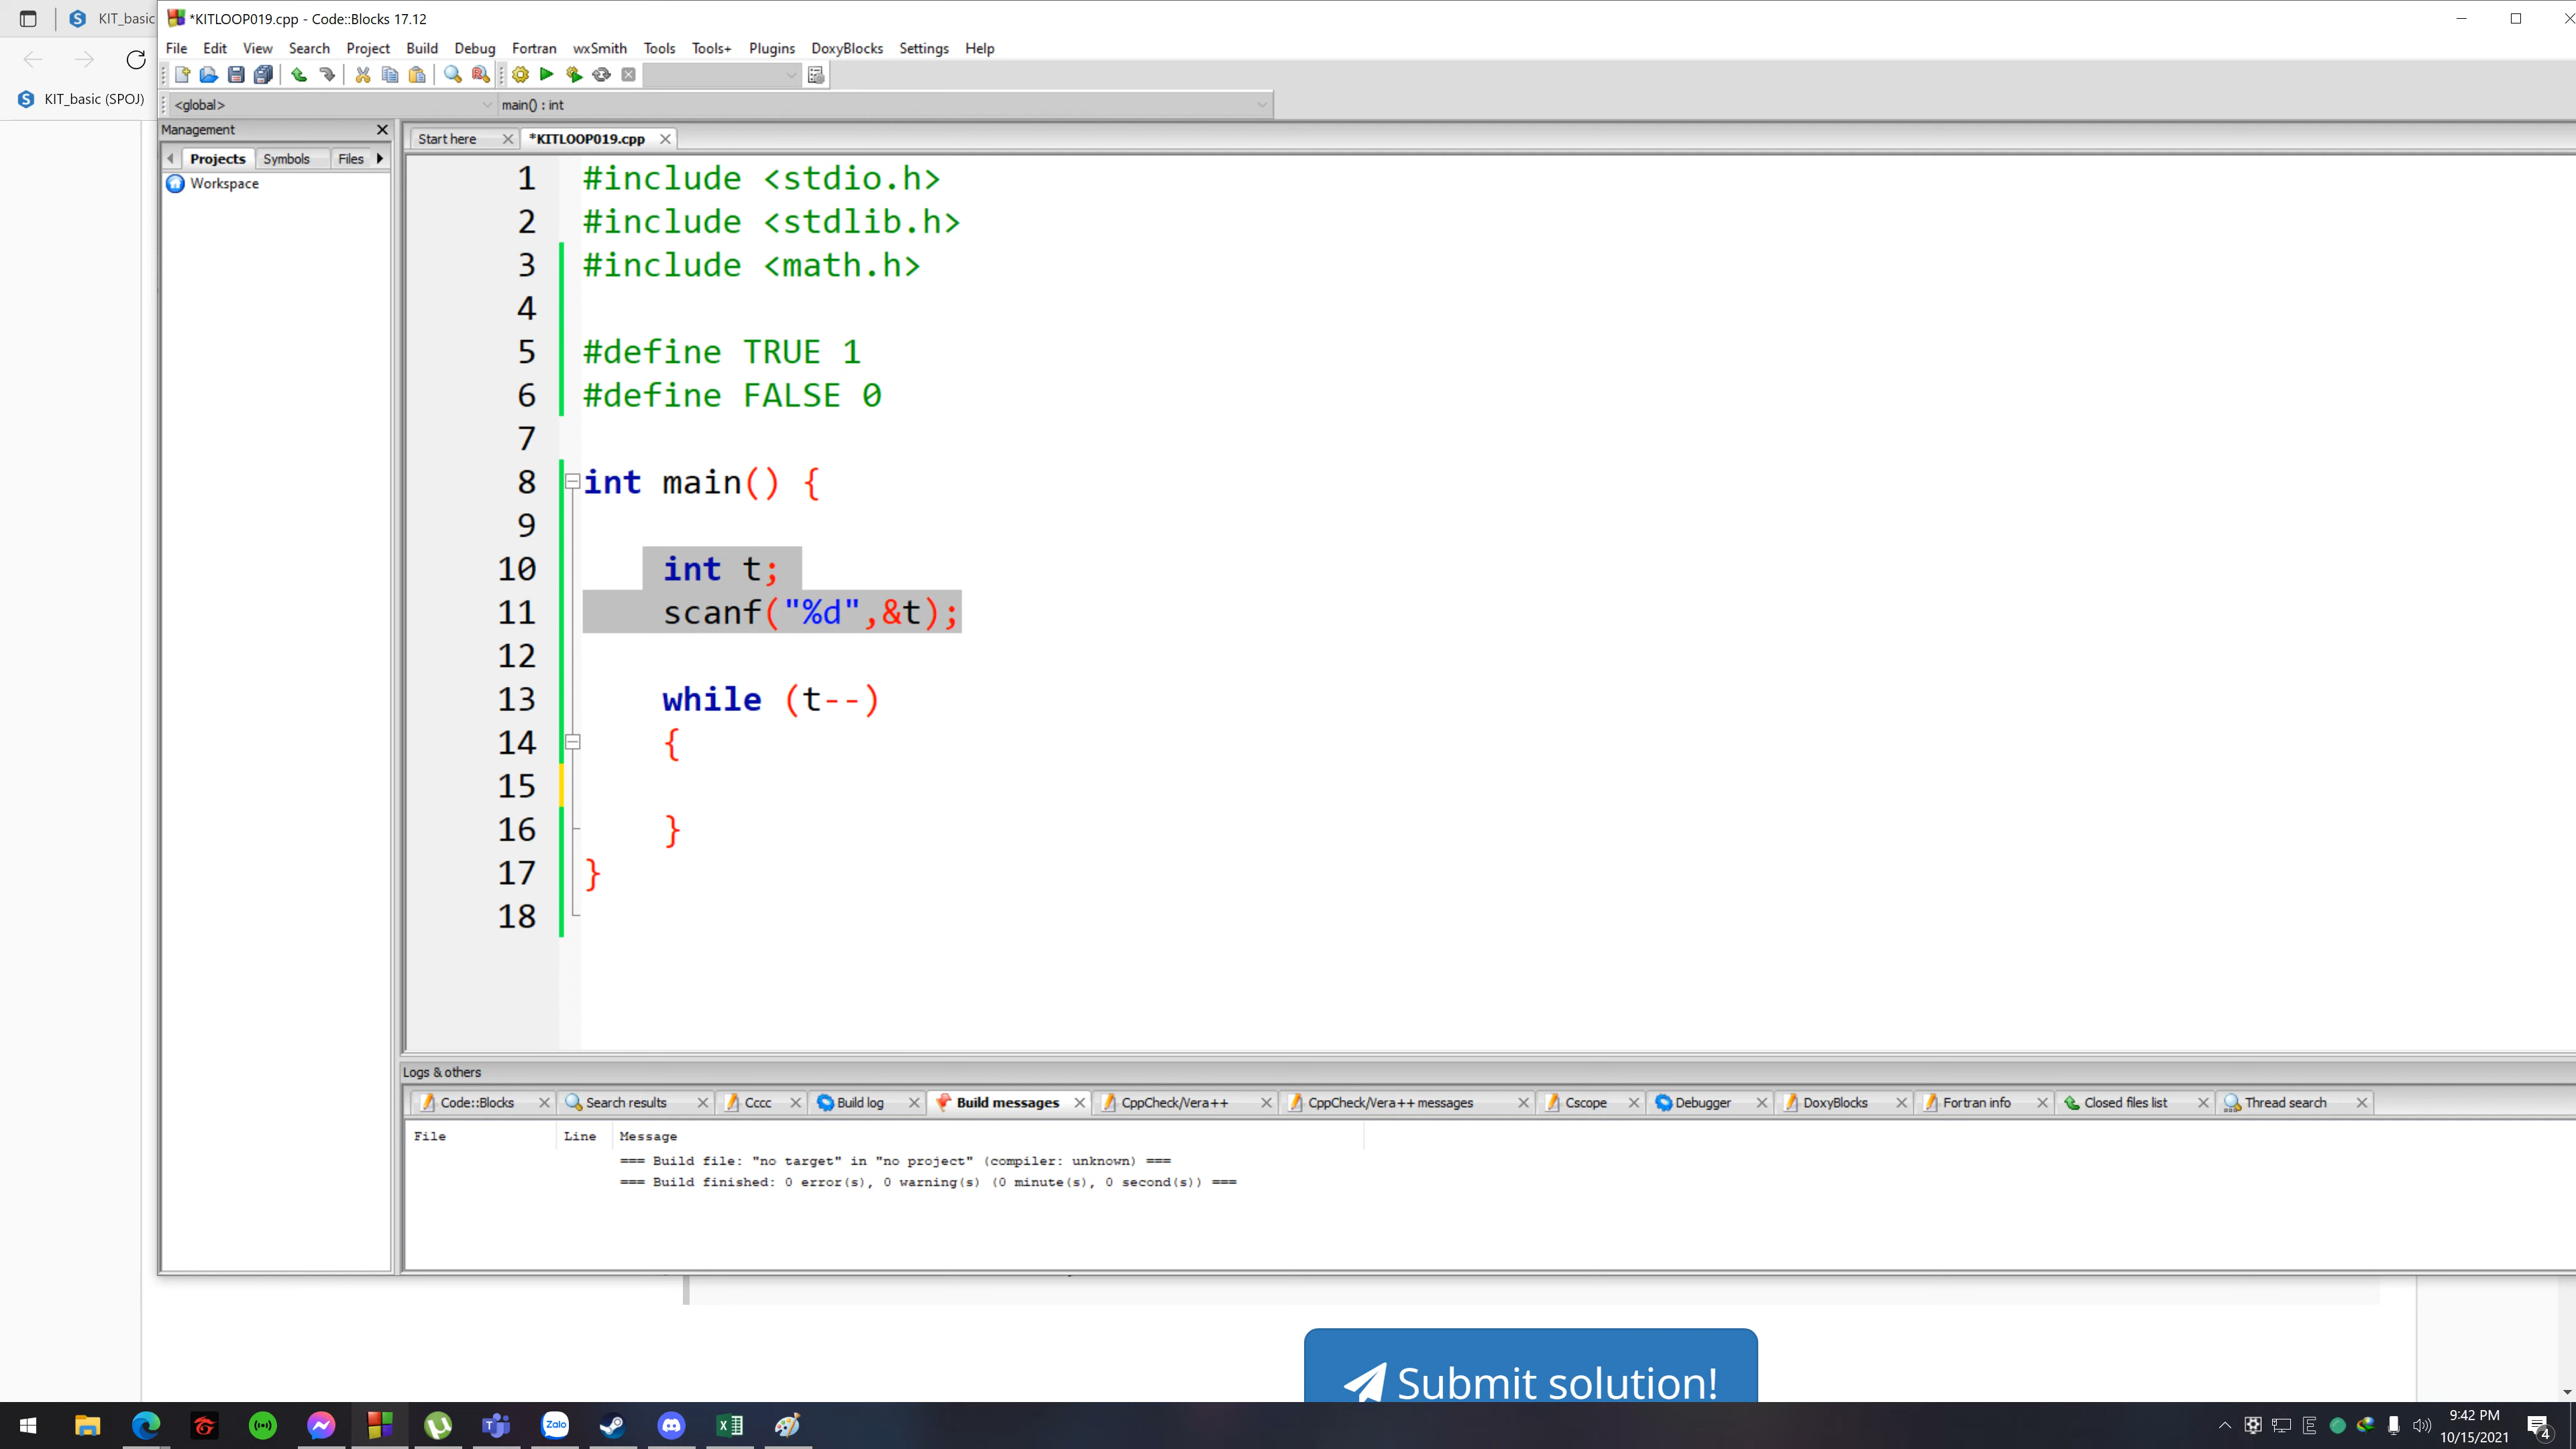 KIT_basic
*KITLOOP019.cpp - Code::Blocks 17.12
File Edit View Search Project Build Debug Fortran wxSmith Tools Tools+ Plugins DoxyBlocks Settings Help
KIT_basic (SPOJ)
<global> main() : int
Management
Start here *KITLOOP019.cpp
Projects Symbols Files
Workspace
1 #include <stdio.h>
2 #include <stdlib.h>
3 #include <math.h>
4
5 #define TRUE 1
6 #define FALSE 0
7
8 int main() {
9
10 int t;
11 scanf("%d",&t);
12
13 while (t--)
14 {
15
16 }
17 }
18
Logs & others
Code::Blocks Search results Cccc Build log Build messages CppCheck/Vera++ CppCheck/Vera++ messages Cscope Debugger DoxyBlocks Fortran info Closed files list Thread search
File Line Message
=== Build file: "no target" in "no project" (compiler: unknown) ===
=== Build finished: 0 error(s), 0 warning(s) (0 minute(s), 0 second(s)) ===
Submit solution!
Zalo
E
9:42 PM
10/15/2021
4